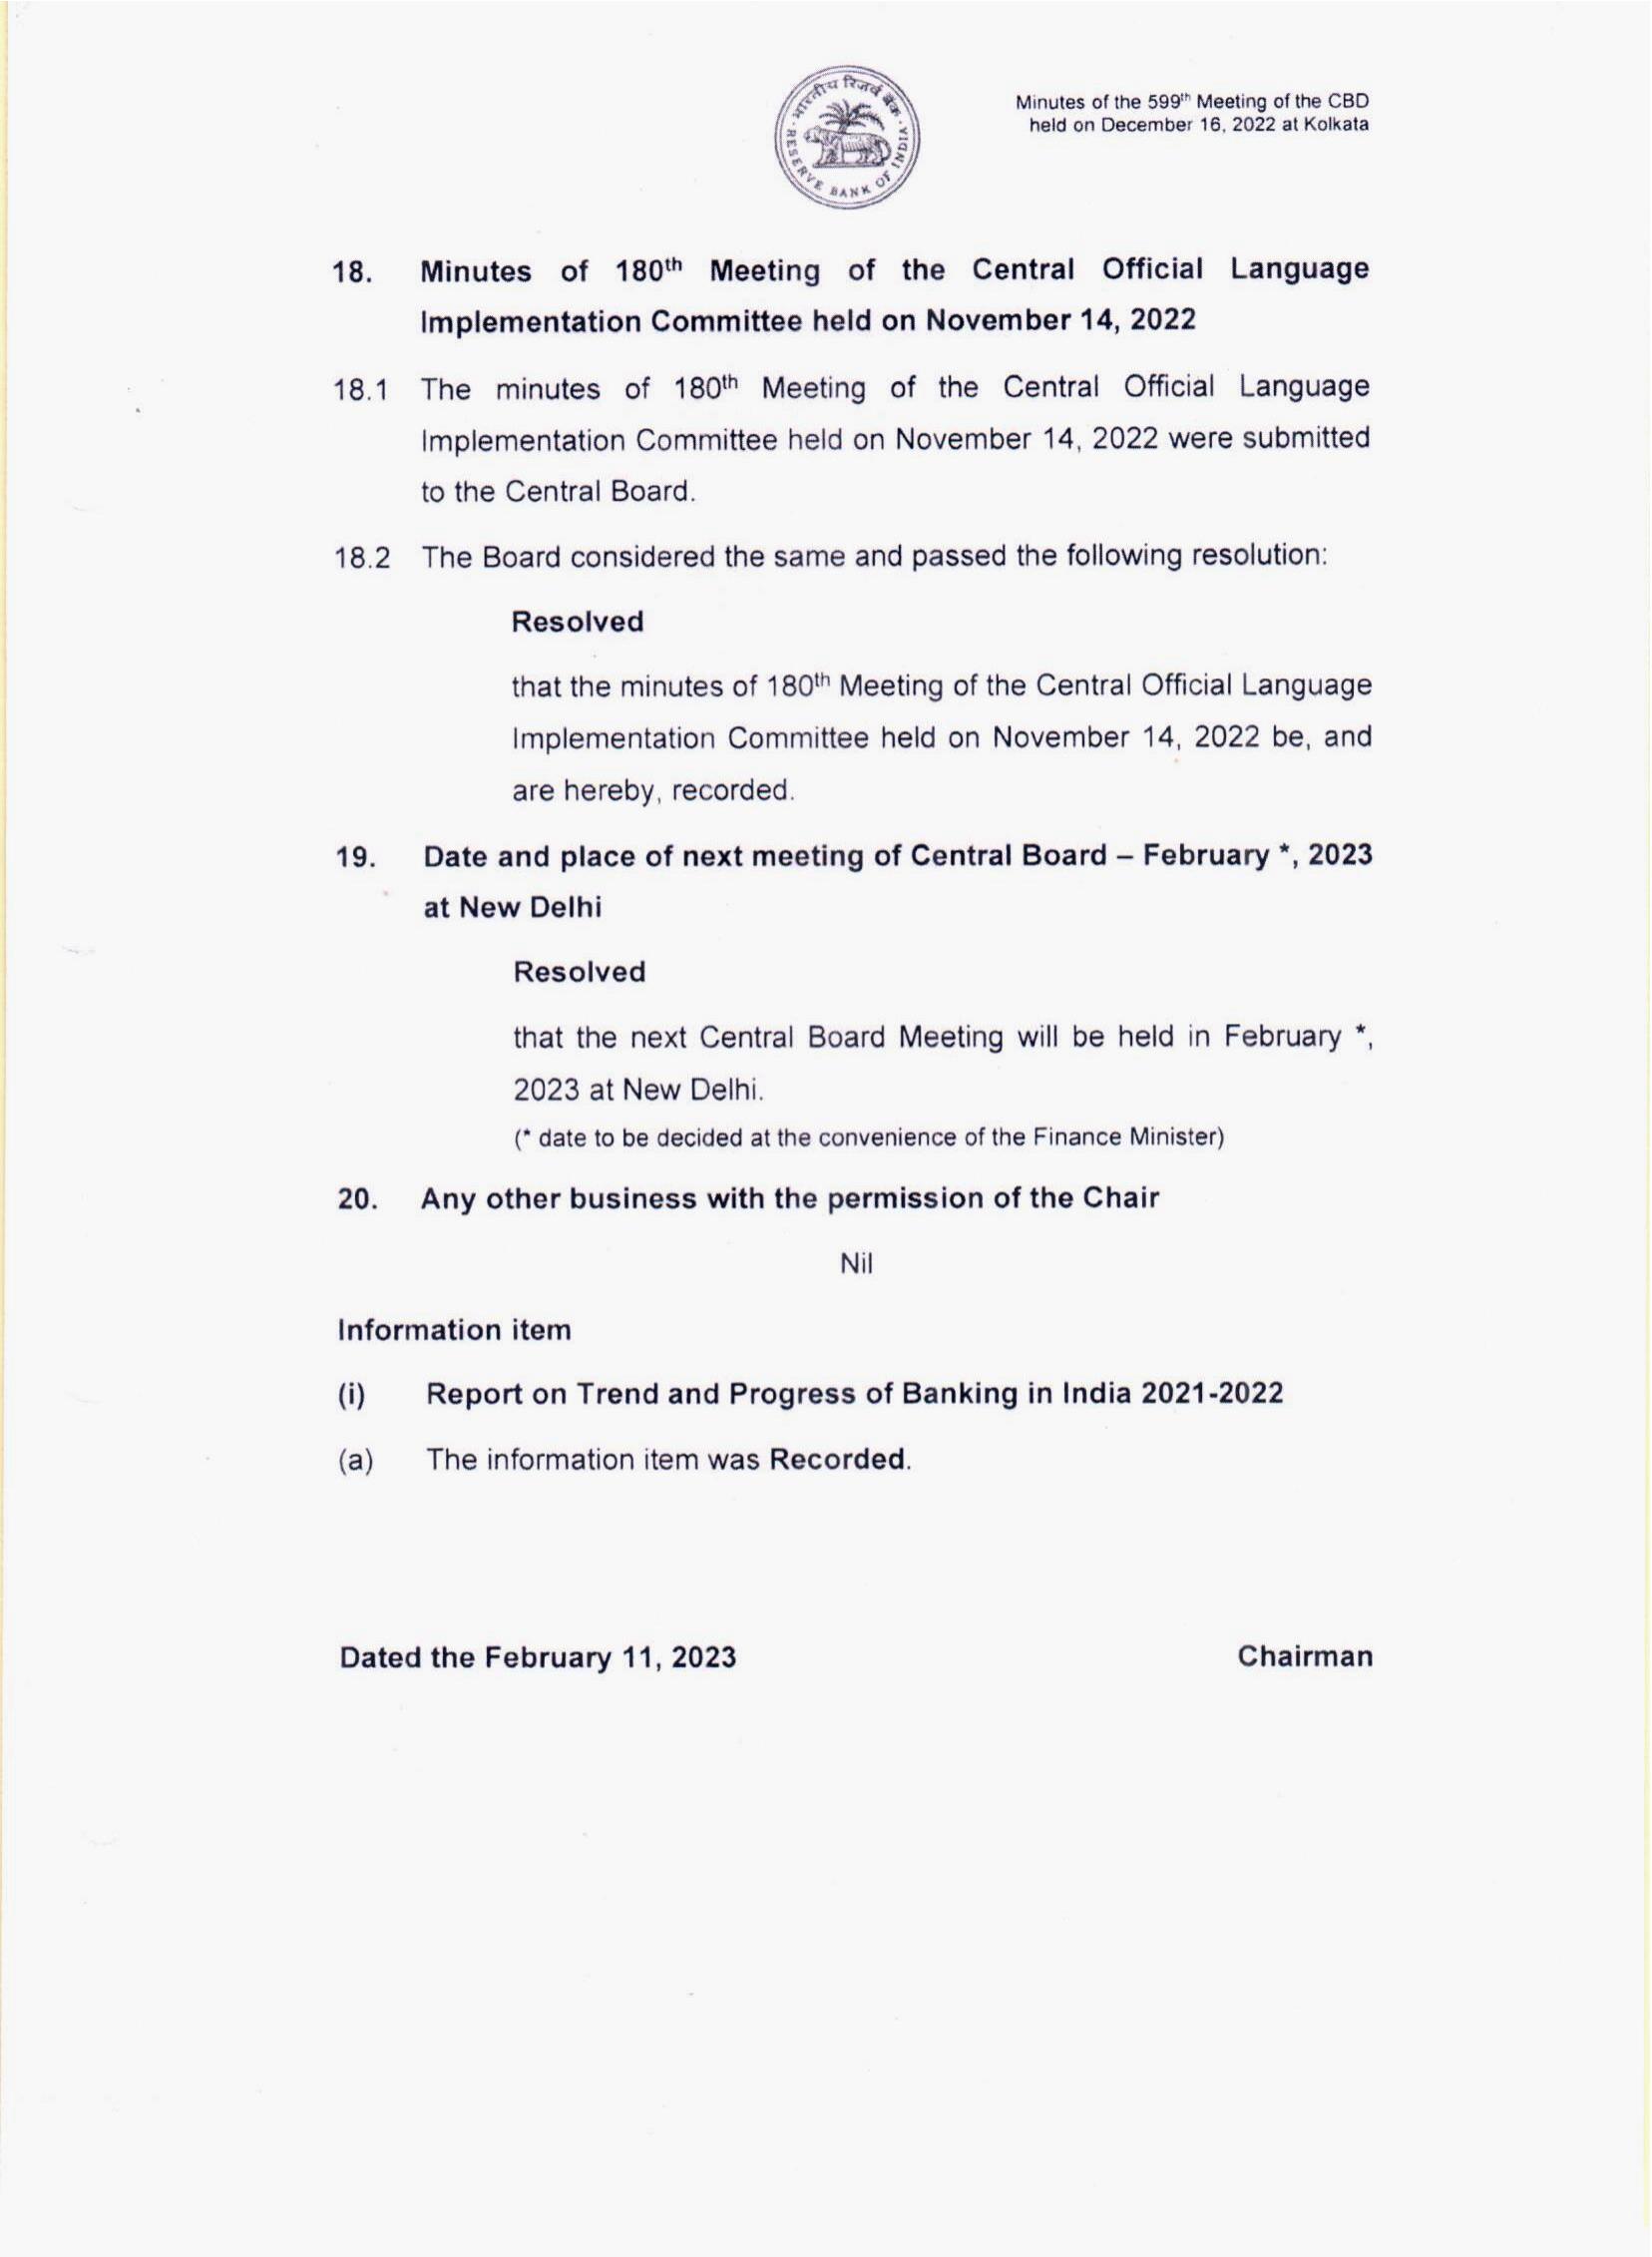 भारतीय रिज़र्व बैंक
RESERVE BANK OF INDIA
Minutes of the 599th Meeting of the CBD
held on December 16, 2022 at Kolkata
18. Minutes of 180th Meeting of the Central Official Language
Implementation Committee held on November 14, 2022
18.1 The minutes of 180th Meeting of the Central Official Language
Implementation Committee held on November 14, 2022 were submitted
to the Central Board.
18.2 The Board considered the same and passed the following resolution:
Resolved
that the minutes of 180th Meeting of the Central Official Language
Implementation Committee held on November 14, 2022 be, and
are hereby, recorded.
19. Date and place of next meeting of Central Board – February *, 2023
at New Delhi
Resolved
that the next Central Board Meeting will be held in February *,
2023 at New Delhi.
(* date to be decided at the convenience of the Finance Minister)
20. Any other business with the permission of the Chair
Nil
Information item
(i) Report on Trend and Progress of Banking in India 2021-2022
(a) The information item was Recorded.
Dated the February 11, 2023 Chairman